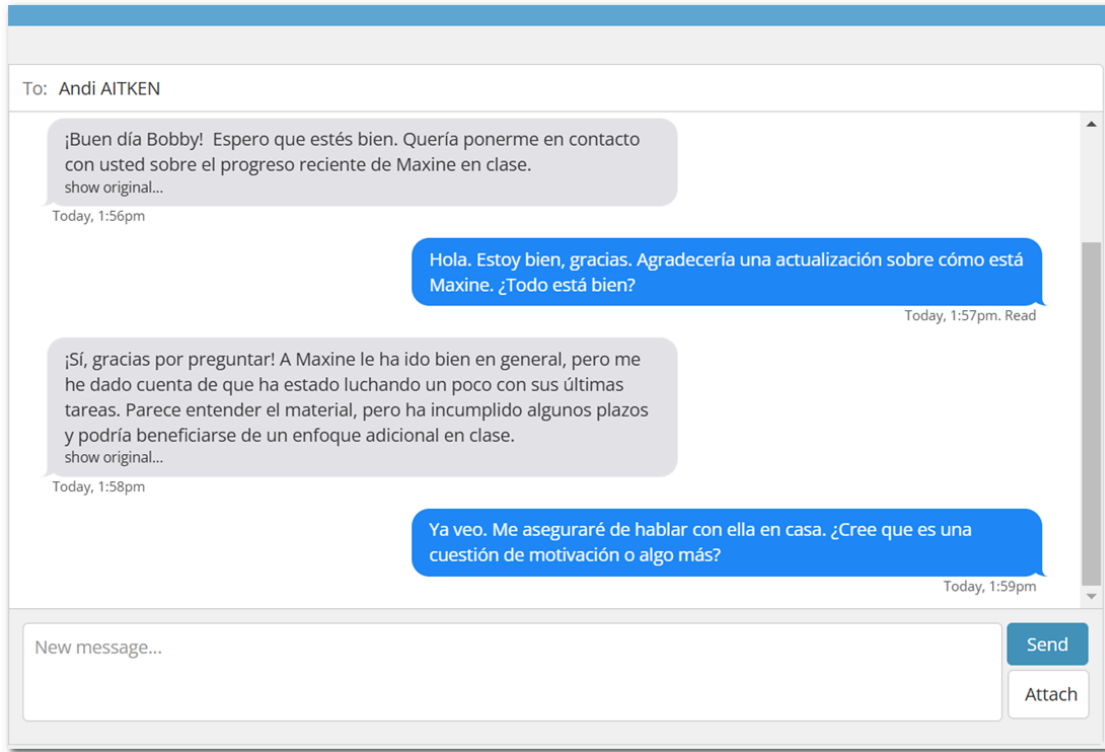 To: Andi AITKEN
¡Buen día Bobby! Espero que estés bien. Quería ponerme en contacto
con usted sobre el progreso reciente de Maxine en clase.
show original...
Today, 1:56pm
Hola. Estoy bien, gracias. Agradecería una actualización sobre cómo está
Maxine. ¿Todo está bien?
Today, 1:57pm. Read
¡Sí, gracias por preguntar! A Maxine le ha ido bien en general, pero me
he dado cuenta de que ha estado luchando un poco con sus últimas
tareas. Parece entender el material, pero ha incumplido algunos plazos
y podría beneficiarse de un enfoque adicional en clase.
show original...
Today, 1:58pm
Ya veo. Me aseguraré de hablar con ella en casa. ¿Cree que es una
cuestión de motivación o algo más?
Today, 1:59pm
New message...
Send
Attach